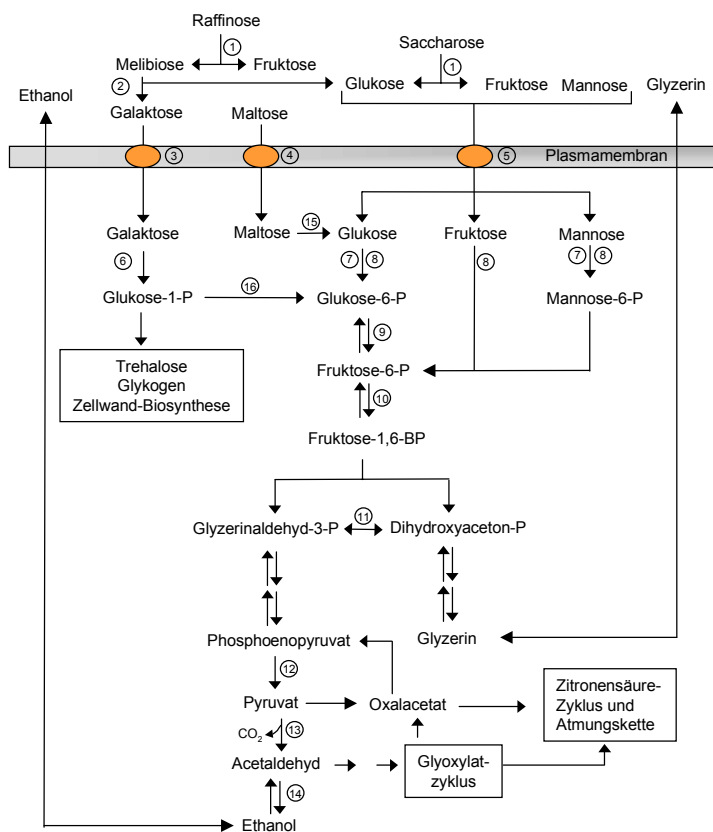 Raffinose
①
Saccharose
①
Melibiose Fruktose
②
Glukose Fruktose Mannose
Glyzerin
Ethanol
Galaktose Maltose
③ ④ ⑤ Plasmamembran
Galaktose Maltose ⑮ Glukose Fruktose Mannose
⑥ ⑦ ⑧ ⑧ ⑦ ⑧
Glukose-1-P ⑯ Glukose-6-P Mannose-6-P
⑨
Trehalose
Glykogen
Zellwand-Biosynthese
Fruktose-6-P
⑩
Fruktose-1,6-BP
Glyzerinaldehyd-3-P ⑪ Dihydroxyaceton-P
Phosphoenopyruvat Glyzerin
⑫
Pyruvat Oxalacetat
Zitronensäure-
Zyklus und
Atmungskette
CO2 ⑬
Acetaldehyd
Glyoxylat-
zyklus
⑭
Ethanol